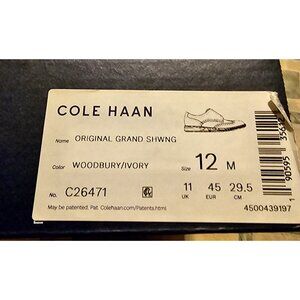 COLE HAAN
Name ORIGINAL GRAND SHWNG
Color WOODBURY/IVORY
Size 12 M
No. C26471
11 45 29.5
UK EUR CM
May be patented. Pat. Colehaan.com/Patents.html
4500439197